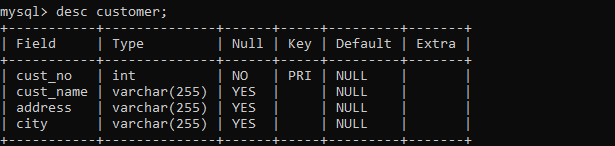 mysql> desc customer;
+-----------+--------------+------+-----+---------+-------+
| Field     | Type         | Null | Key | Default | Extra |
+-----------+--------------+------+-----+---------+-------+
| cust_no   | int          | NO   | PRI | NULL    |       |
| cust_name | varchar(255) | YES  |     | NULL    |       |
| address   | varchar(255) | YES  |     | NULL    |       |
| city      | varchar(255) | YES  |     | NULL    |       |
+-----------+--------------+------+-----+---------+-------+